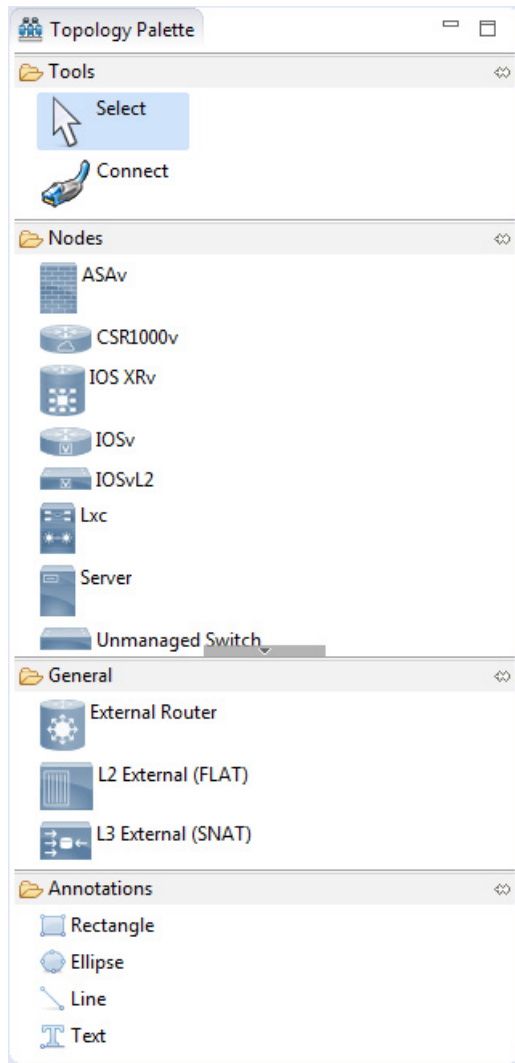 Topology Palette
Tools
Select
Connect
Nodes
ASAv
CSR1000v
IOS XRv
IOSv
IOSvL2
Lxc
Server
Unmanaged Switch
General
External Router
L2 External (FLAT)
L3 External (SNAT)
Annotations
Rectangle
Ellipse
Line
Text